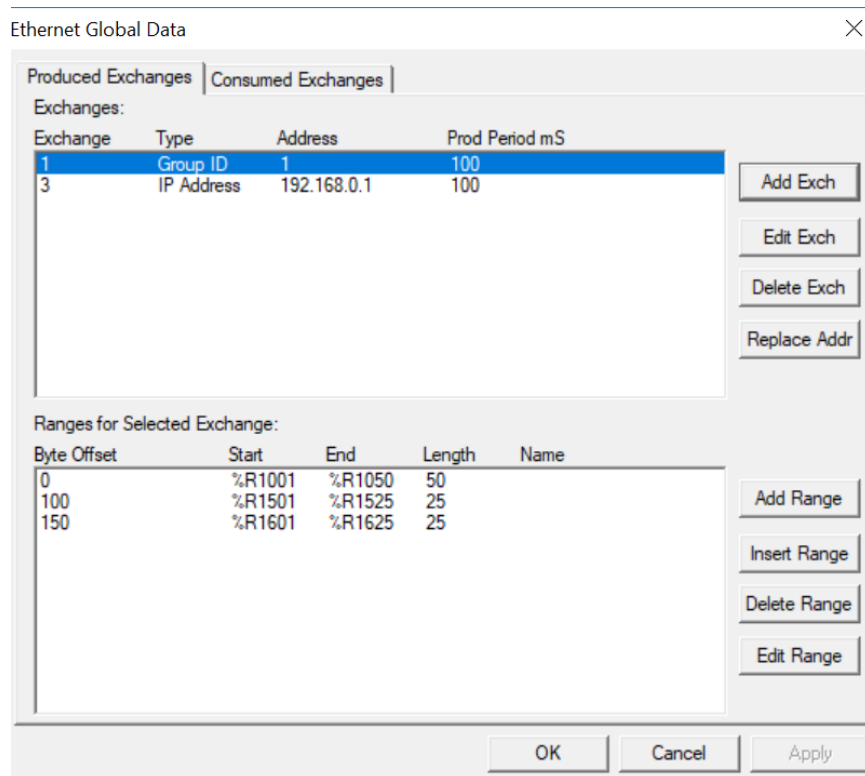 Ethernet Global Data
Produced Exchanges Consumed Exchanges
Exchanges:
Exchange Type Address Prod Period mS
1 Group ID 1 100
3 IP Address 192.168.0.1 100
Add Exch
Edit Exch
Delete Exch
Replace Addr
Ranges for Selected Exchange:
Byte Offset Start End Length Name
0 %R1001 %R1050 50
100 %R1501 %R1525 25
150 %R1601 %R1625 25
Add Range
Insert Range
Delete Range
Edit Range
OK Cancel Apply